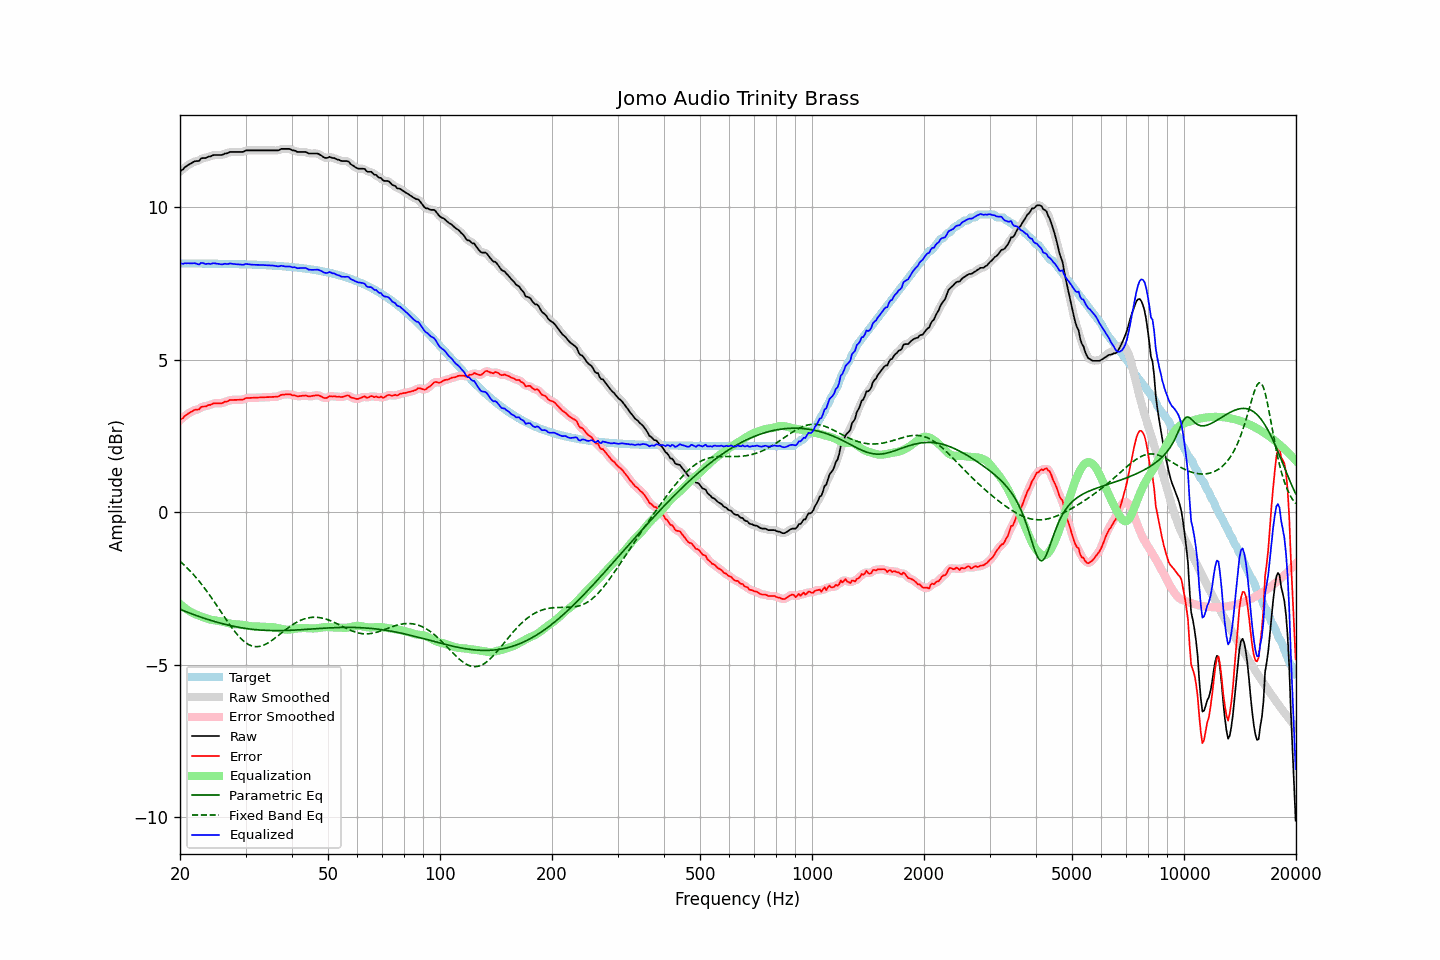 Jomo Audio Trinity Brass
Amplitude (dBr)
10
5
0
−5
−10
Target
Raw Smoothed
Error Smoothed
Raw
Error
Equalization
Parametric Eq
Fixed Band Eq
Equalized
20 50 100 200 500 1000 2000 5000 10000 20000
Frequency (Hz)